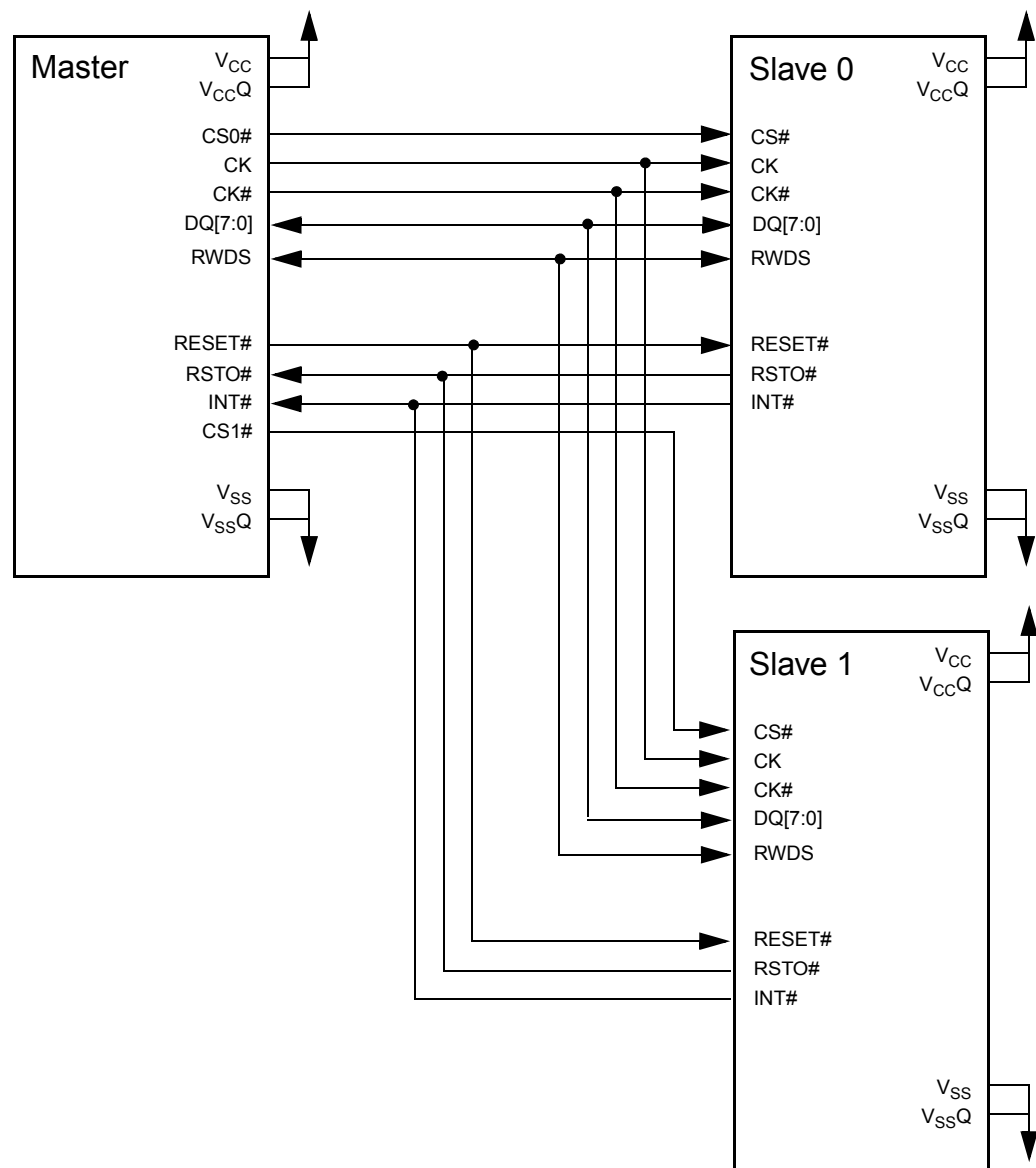 Master
VCC
VCCQ
CS0#
CK
CK#
DQ[7:0]
RWDS
RESET#
RSTO#
INT#
CS1#
VSS
VSSQ
Slave 0
VCC
VCCQ
CS#
CK
CK#
DQ[7:0]
RWDS
RESET#
RSTO#
INT#
VSS
VSSQ
Slave 1
VCC
VCCQ
CS#
CK
CK#
DQ[7:0]
RWDS
RESET#
RSTO#
INT#
VSS
VSSQ